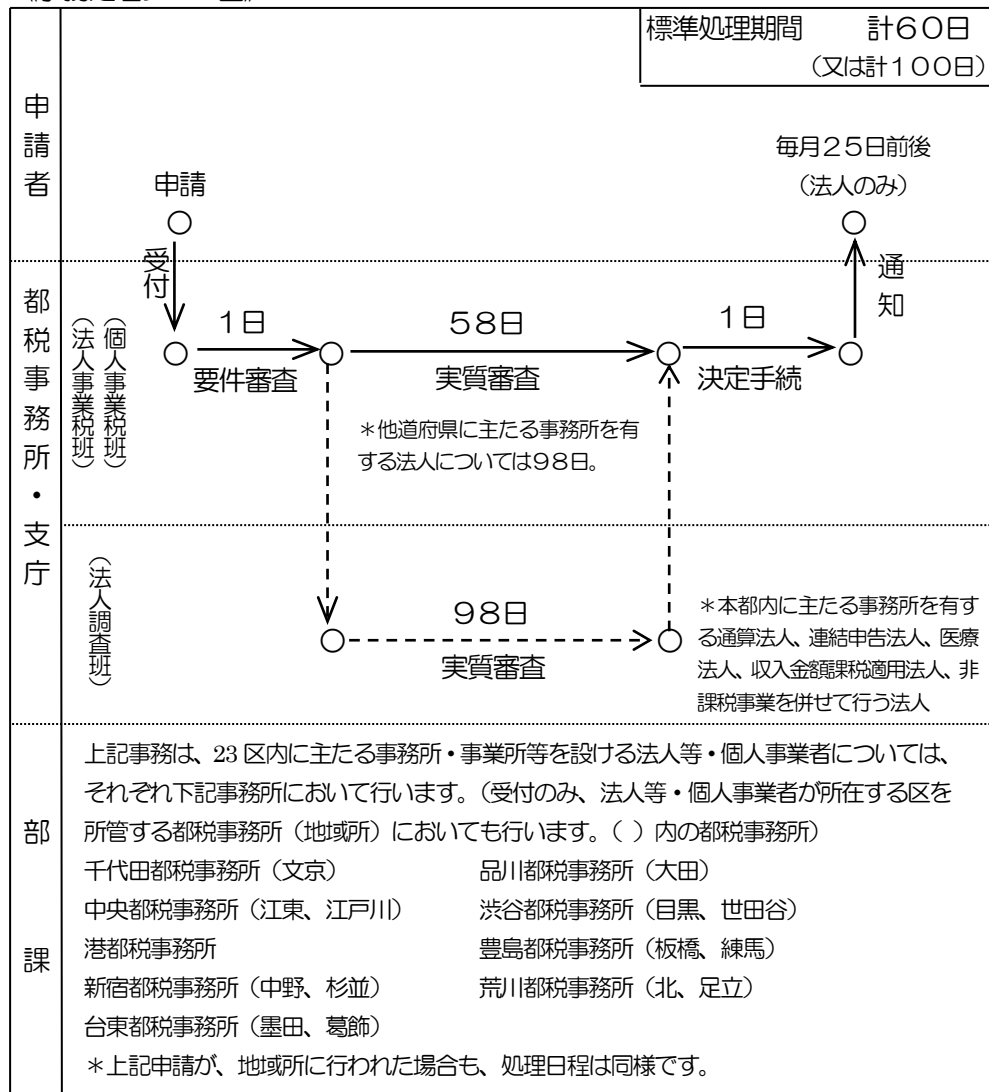 標準処理期間 計60日
(又は計100日)
申請者
申請
毎月25日前後
(法人のみ)
受付
通知
都税事務所・支庁
(個人事業税班)
(法人事業税班)
1日
要件審査
58日
実質審査
1日
決定手続
＊他道府県に主たる事務所を有
する法人については98日。
(法人調査班)
98日
実質審査
＊本都内に主たる事務所を有す
る通算法人、連結申告法人、医療
法人、収入金額課税適用法人、非
課税事業を併せて行う法人
部課
上記事務は、23区内に主たる事務所・事業所等を設ける法人等・個人事業者については、
それぞれ下記事務所において行います。（受付のみ、法人等・個人事業者が所在する区を
所管する都税事務所（地域所）においても行います。（ ）内の都税事務所）
千代田都税事務所（文京） 品川都税事務所（大田）
中央都税事務所（江東、江戸川） 渋谷都税事務所（目黒、世田谷）
港都税事務所 豊島都税事務所（板橋、練馬）
新宿都税事務所（中野、杉並） 荒川都税事務所（北、足立）
台東都税事務所（墨田、葛飾）
＊上記申請が、地域所に行われた場合も、処理日程は同様です。